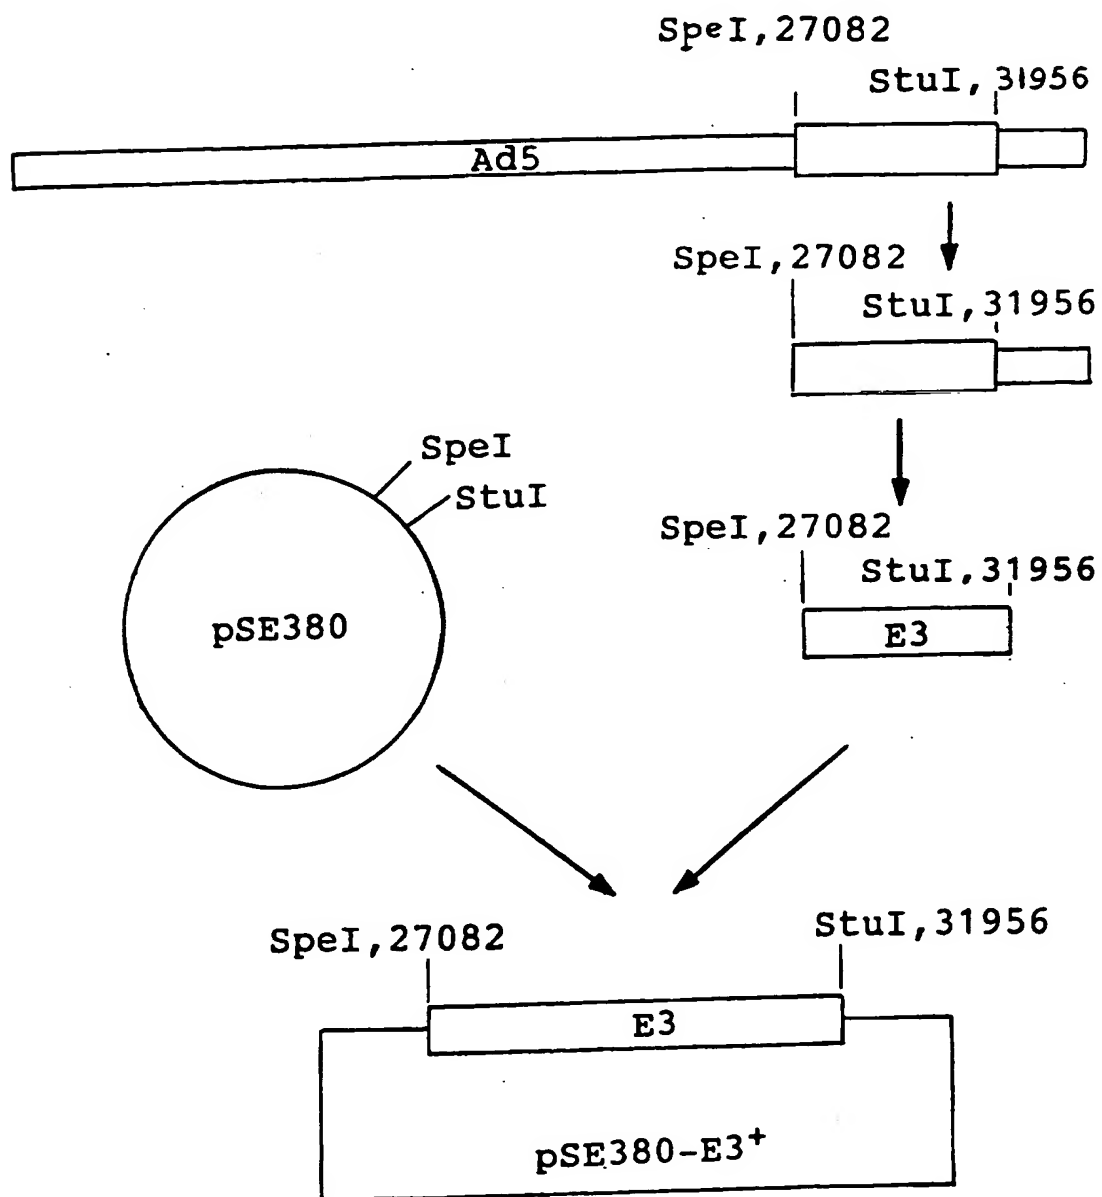 SpeI,27082
StuI, 31956
Ad5
SpeI,27082
StuI,31956
SpeI
StuI
SpeI,27082
StuI,31956
pSE380
E3
SpeI,27082
StuI,31956
E3
pSE380-E3⁺